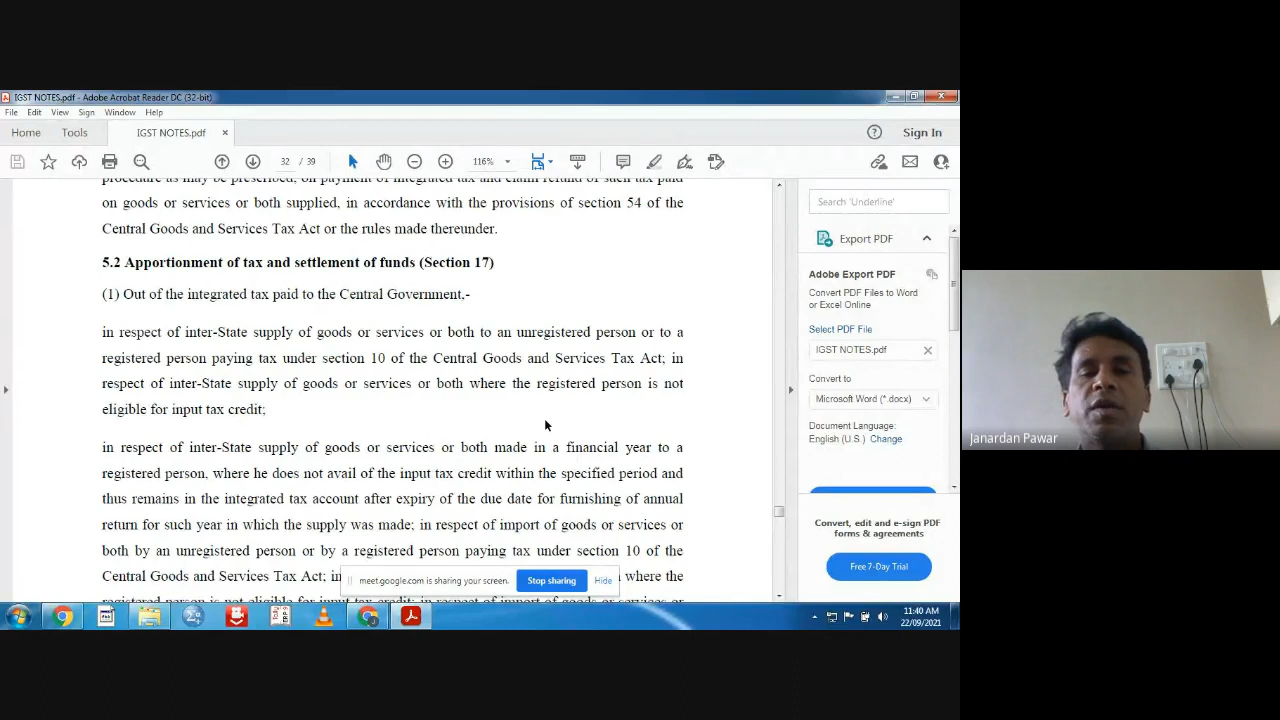 IGST NOTES.pdf - Adobe Acrobat Reader DC (32-bit)
File Edit View Sign Window Help
Home Tools IGST NOTES.pdf × Sign In
32 / 39 116%
procedure as may be prescribed, on payment of integrated tax and claim refund of such tax paid
on goods or services or both supplied, in accordance with the provisions of section 54 of the
Central Goods and Services Tax Act or the rules made thereunder.
5.2 Apportionment of tax and settlement of funds (Section 17)
(1) Out of the integrated tax paid to the Central Government,-
in respect of inter-State supply of goods or services or both to an unregistered person or to a
registered person paying tax under section 10 of the Central Goods and Services Tax Act; in
respect of inter-State supply of goods or services or both where the registered person is not
eligible for input tax credit;
in respect of inter-State supply of goods or services or both made in a financial year to a
registered person, where he does not avail of the input tax credit within the specified period and
thus remains in the integrated tax account after expiry of the due date for furnishing of annual
return for such year in which the supply was made; in respect of import of goods or services or
both by an unregistered person or by a registered person paying tax under section 10 of the
Central Goods and Services Tax Act; in where the
registered person is not eligible for input tax credit; in respect of import of goods or services or
meet.google.com is sharing your screen. Stop sharing Hide
Search 'Underline'
Export PDF
Adobe Export PDF
Convert PDF Files to Word
or Excel Online
Select PDF File
IGST NOTES.pdf
Convert to
Microsoft Word (*.docx)
Document Language:
English (U.S.) Change
Convert, edit and e-sign PDF
forms & agreements
Free 7-Day Trial
11:40 AM
22/09/2021
Janardan Pawar